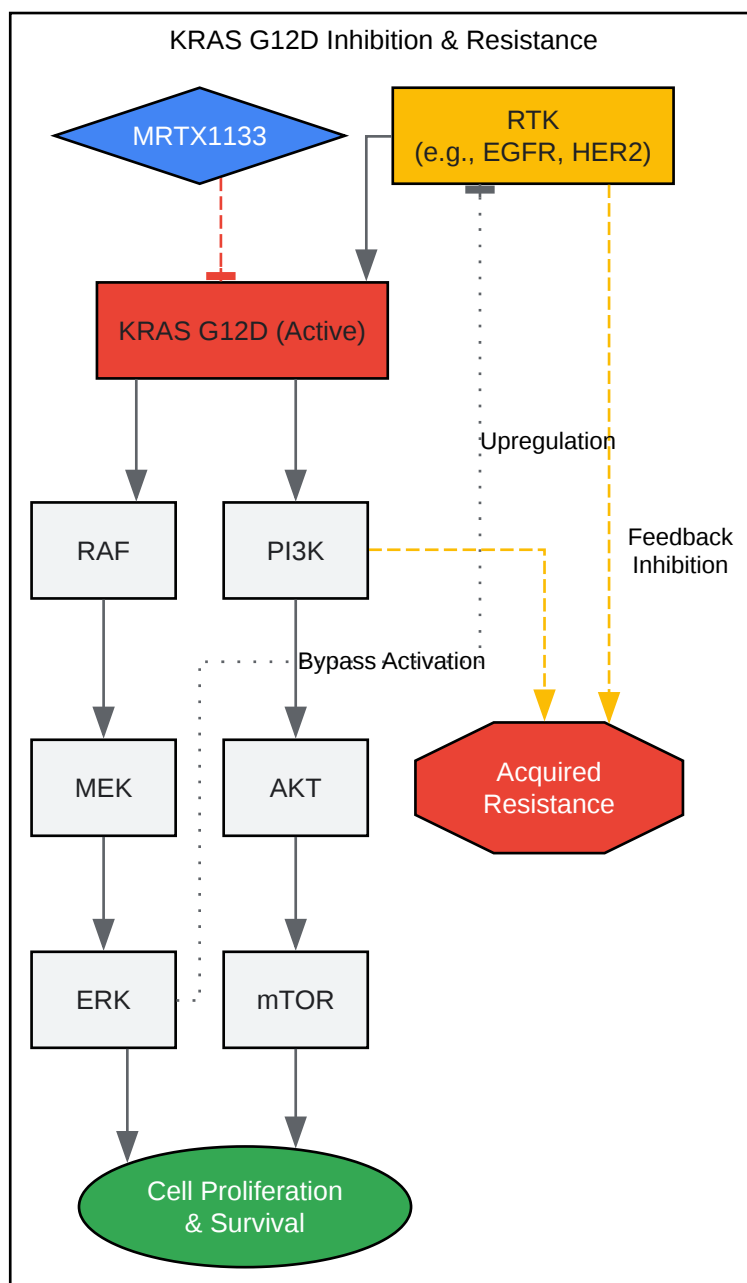 KRAS G12D Inhibition & Resistance
MRTX1133
RTK
(e.g., EGFR, HER2)
KRAS G12D (Active)
Upregulation
RAF
PI3K
Feedback
Inhibition
Bypass Activation
MEK
AKT
Acquired
Resistance
ERK
mTOR
Cell Proliferation
& Survival